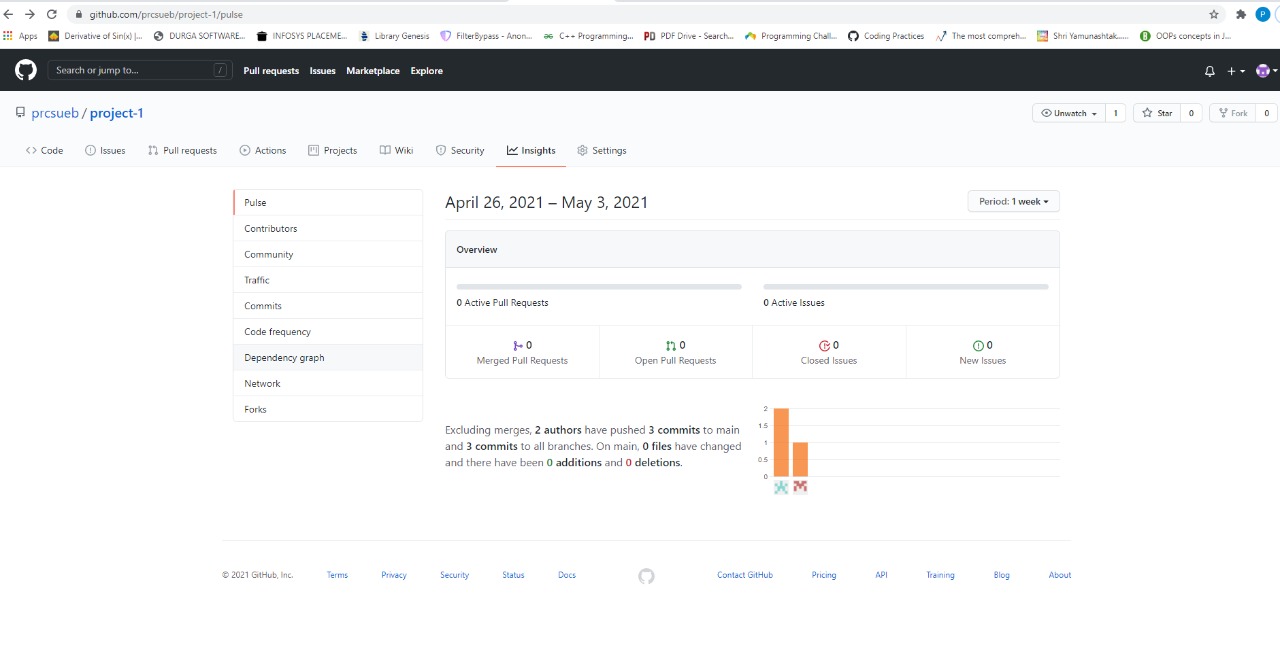 github.com/prcsueb/project-1/pulse
P
Apps Derivative of Sin(x) |... DURGA SOFTWARE... INFOSYS PLACEME... Library Genesis FilterBypass - Anon... C++ Programming... PDF Drive - Search... Programming Chall... Coding Practices The most compreh... Shri Yamunashtak...... OOPs concepts in J...
Search or jump to... / Pull requests Issues Marketplace Explore
prcsueb / project-1
Unwatch 1 Star 0 Fork 0
Code Issues Pull requests Actions Projects Wiki Security Insights Settings
Pulse
Contributors
Community
Traffic
Commits
Code frequency
Dependency graph
Network
Forks
April 26, 2021 – May 3, 2021
Period: 1 week
Overview
0 Active Pull Requests
0 Active Issues
0
Merged Pull Requests
0
Open Pull Requests
0
Closed Issues
0
New Issues
Excluding merges, 2 authors have pushed 3 commits to main
and 3 commits to all branches. On main, 0 files have changed
and there have been 0 additions and 0 deletions.
2
1.5
1
0.5
0
© 2021 GitHub, Inc. Terms Privacy Security Status Docs Contact GitHub Pricing API Training Blog About